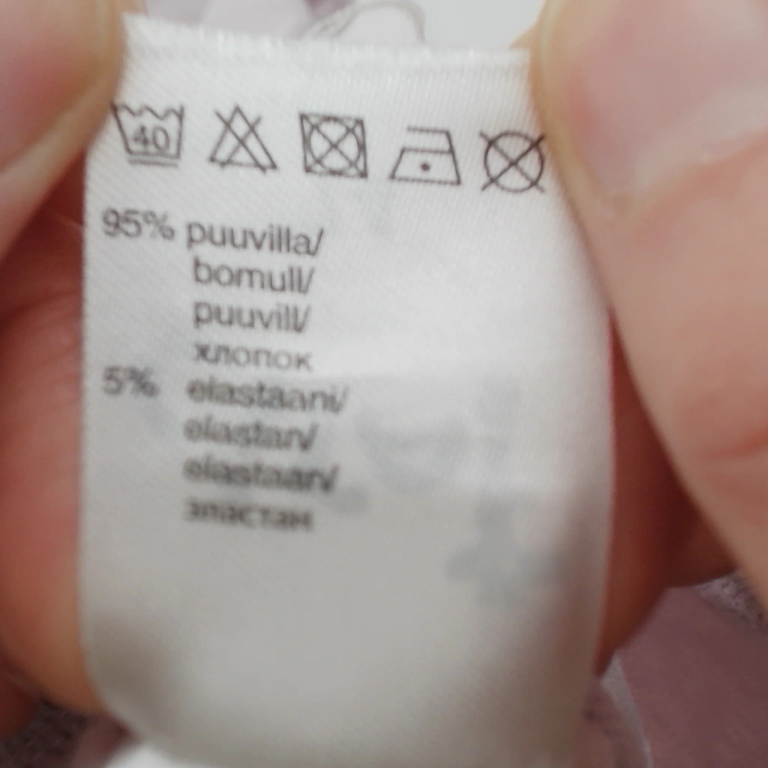 40
95% puuvilla/
bomull/
puuvill/
хлопок
5% elastaani/
elastan/
elastaan/
эластан